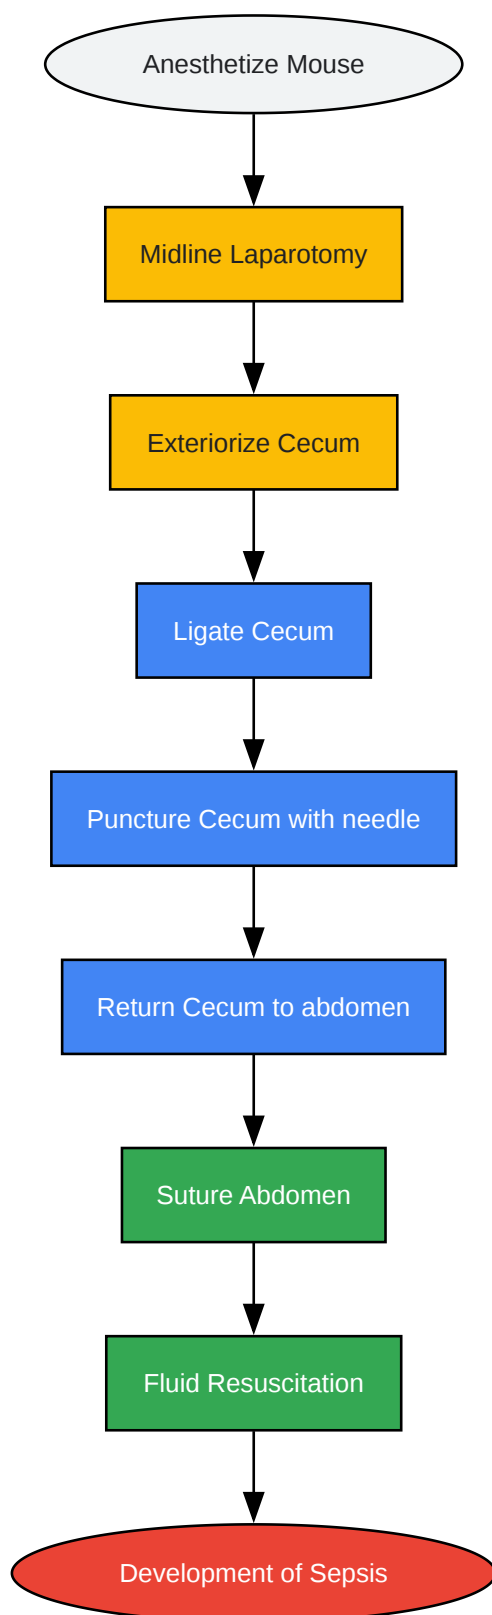 Anesthetize Mouse
Midline Laparotomy
Exteriorize Cecum
Ligate Cecum
Puncture Cecum with needle
Return Cecum to abdomen
Suture Abdomen
Fluid Resuscitation
Development of Sepsis